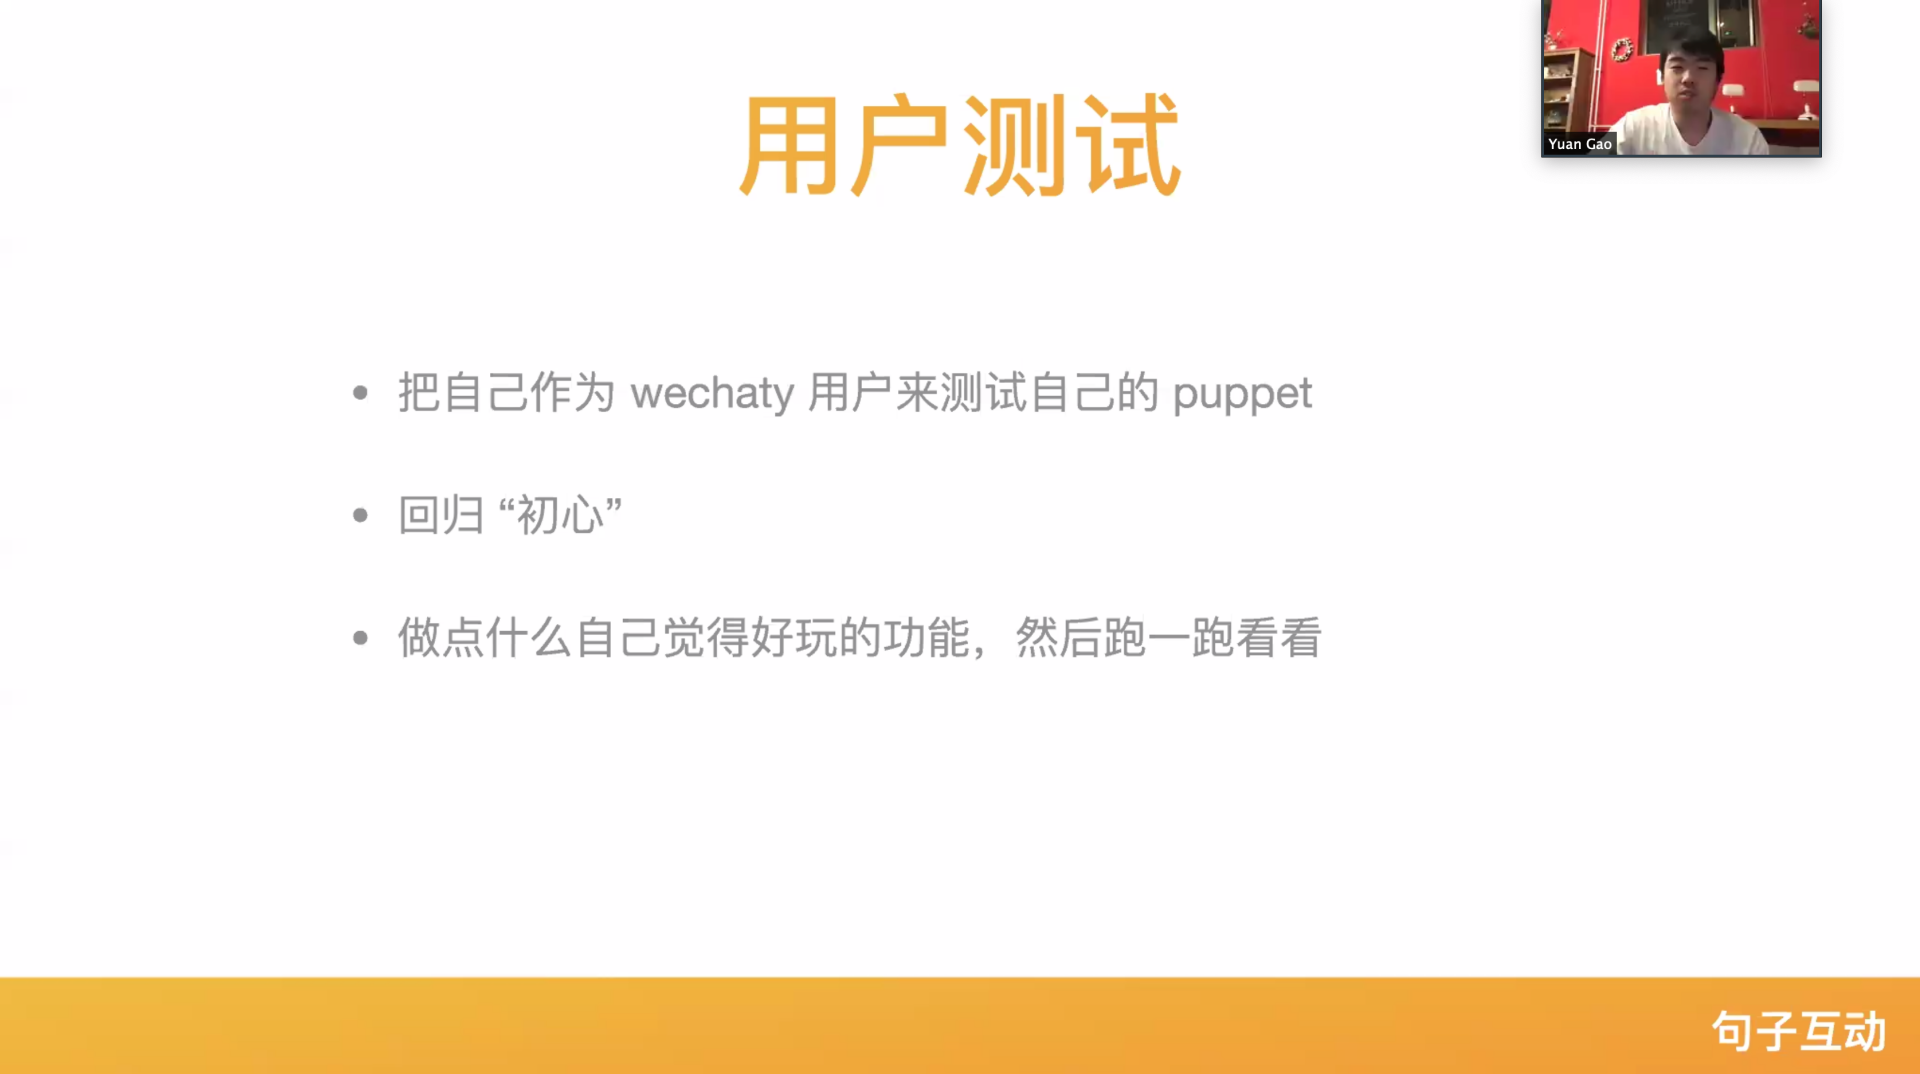 用户测试
Yuan Gao
• 把自己作为 wechaty 用户来测试自己的 puppet
• 回归 “初心”
• 做点什么自己觉得好玩的功能，然后跑一跑看看
句子互动